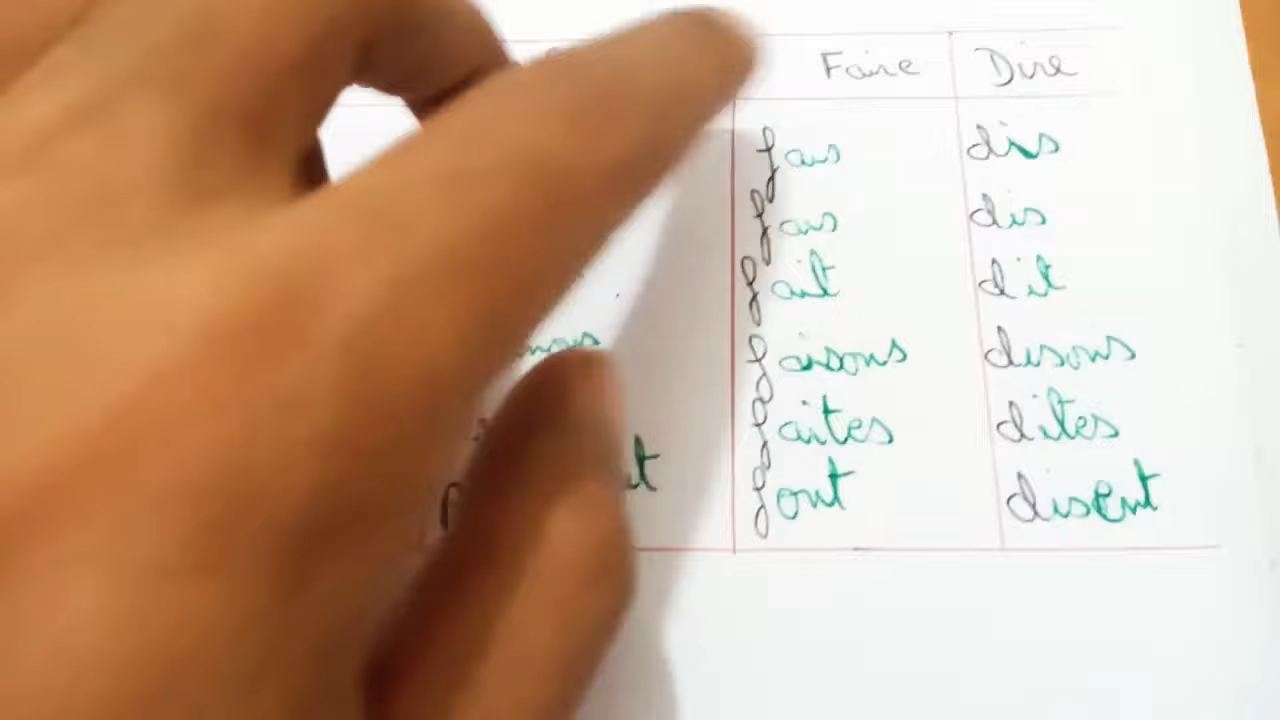 Faire Dire
fais dis
fais dis
fait dit
faisons disons
faites dites
font disent